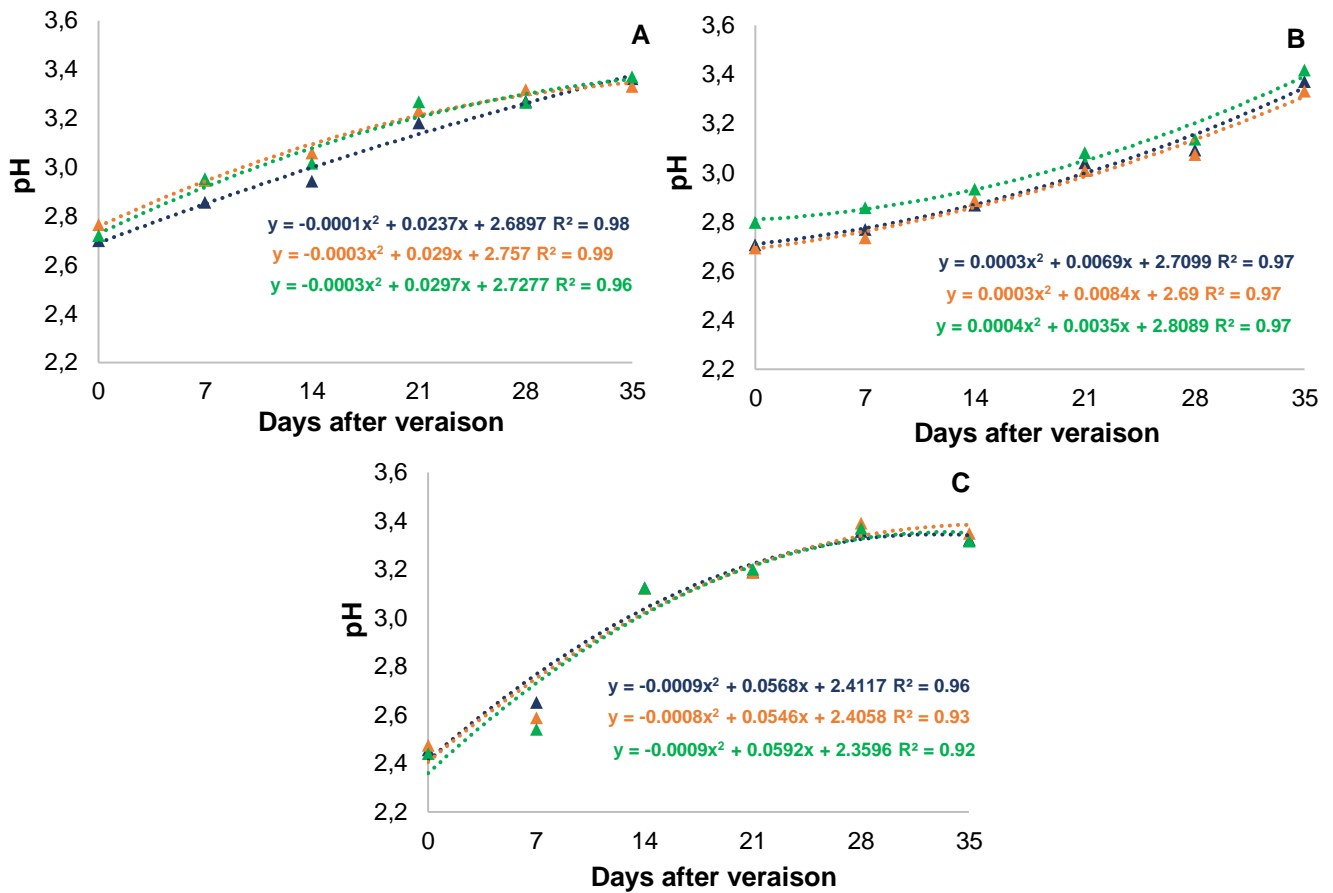 A
pH
3,6
3,4
3,2
3,0
2,8
2,6
2,4
2,2
y = -0.0001x² + 0.0237x + 2.6897 R² = 0.98
y = -0.0003x² + 0.029x + 2.757 R² = 0.99
y = -0.0003x² + 0.0297x + 2.7277 R² = 0.96
0 7 14 21 28 35
Days after veraison
B
pH
3,6
3,4
3,2
3,0
2,8
2,6
2,4
2,2
y = 0.0003x² + 0.0069x + 2.7099 R² = 0.97
y = 0.0003x² + 0.0084x + 2.69 R² = 0.97
y = 0.0004x² + 0.0035x + 2.8089 R² = 0.97
0 7 14 21 28 35
Days after veraison
C
pH
3,6
3,4
3,2
3,0
2,8
2,6
2,4
2,2
y = -0.0009x² + 0.0568x + 2.4117 R² = 0.96
y = -0.0008x² + 0.0546x + 2.4058 R² = 0.93
y = -0.0009x² + 0.0592x + 2.3596 R² = 0.92
0 7 14 21 28 35
Days after veraison